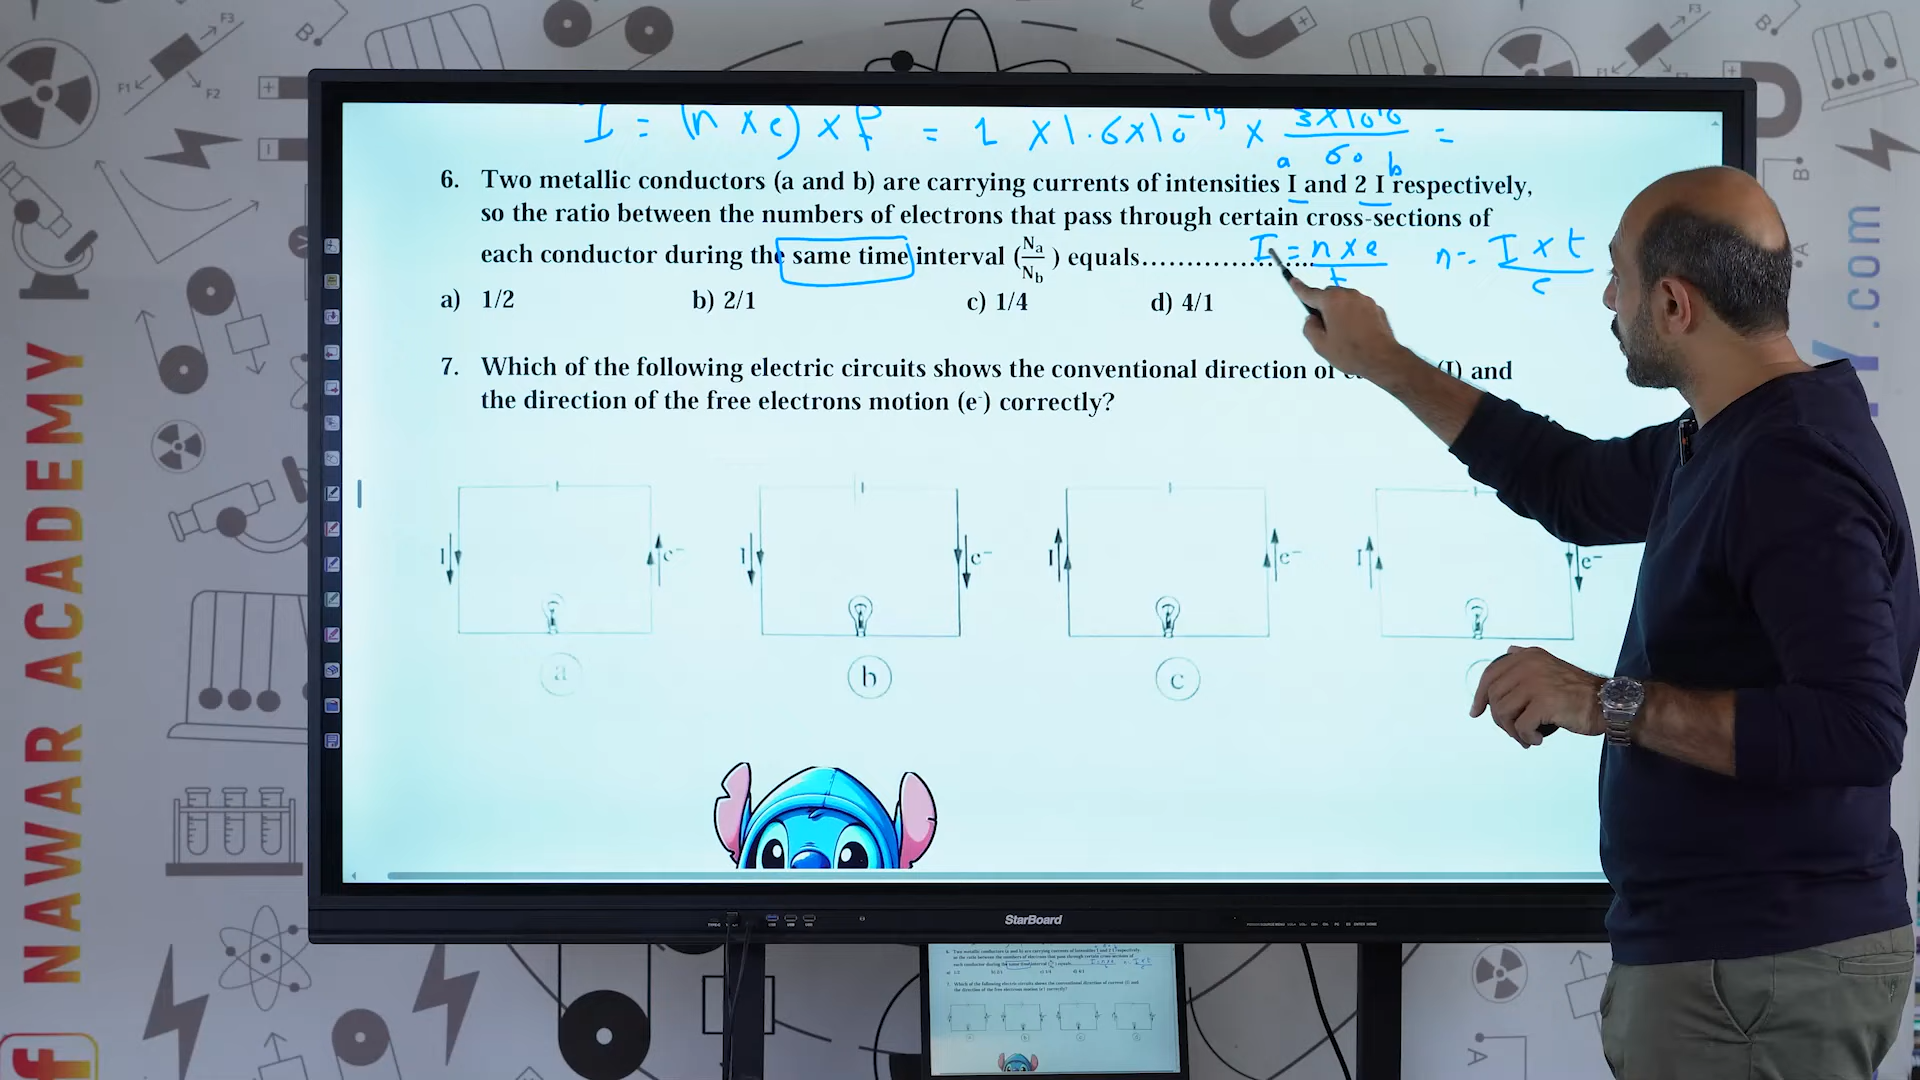 I = (n x e) x f = 1 x 1.6x10⁻¹⁹ x 3x10¹⁶ / 60 =
a b
6. Two metallic conductors (a and b) are carrying currents of intensities I and 2 I respectively,
so the ratio between the numbers of electrons that pass through certain cross-sections of
each conductor during the same time interval (Na/Nb) equals........................
I = n x e / t n = I x t / e
a) 1/2 b) 2/1 c) 1/4 d) 4/1
7. Which of the following electric circuits shows the conventional direction of (I) and
the direction of the free electrons motion (e⁻) correctly?
I e⁻ I e⁻ I e⁻ I e⁻
a b c
StarBoard
NAWAR ACADEMY
.com
F3
F1
F2
B
A